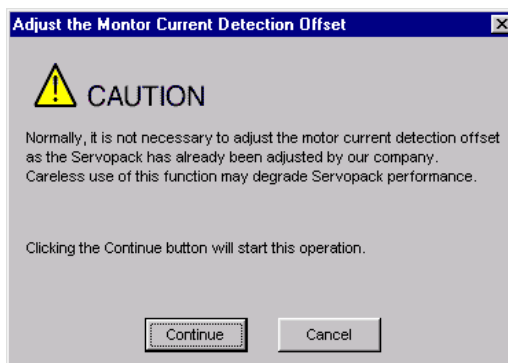 Adjust the Montor Current Detection Offset
CAUTION
Normally, it is not necessary to adjust the motor current detection offset
as the Servopack has already been adjusted by our company.
Careless use of this function may degrade Servopack performance.
Clicking the Continue button will start this operation.
Continue
Cancel